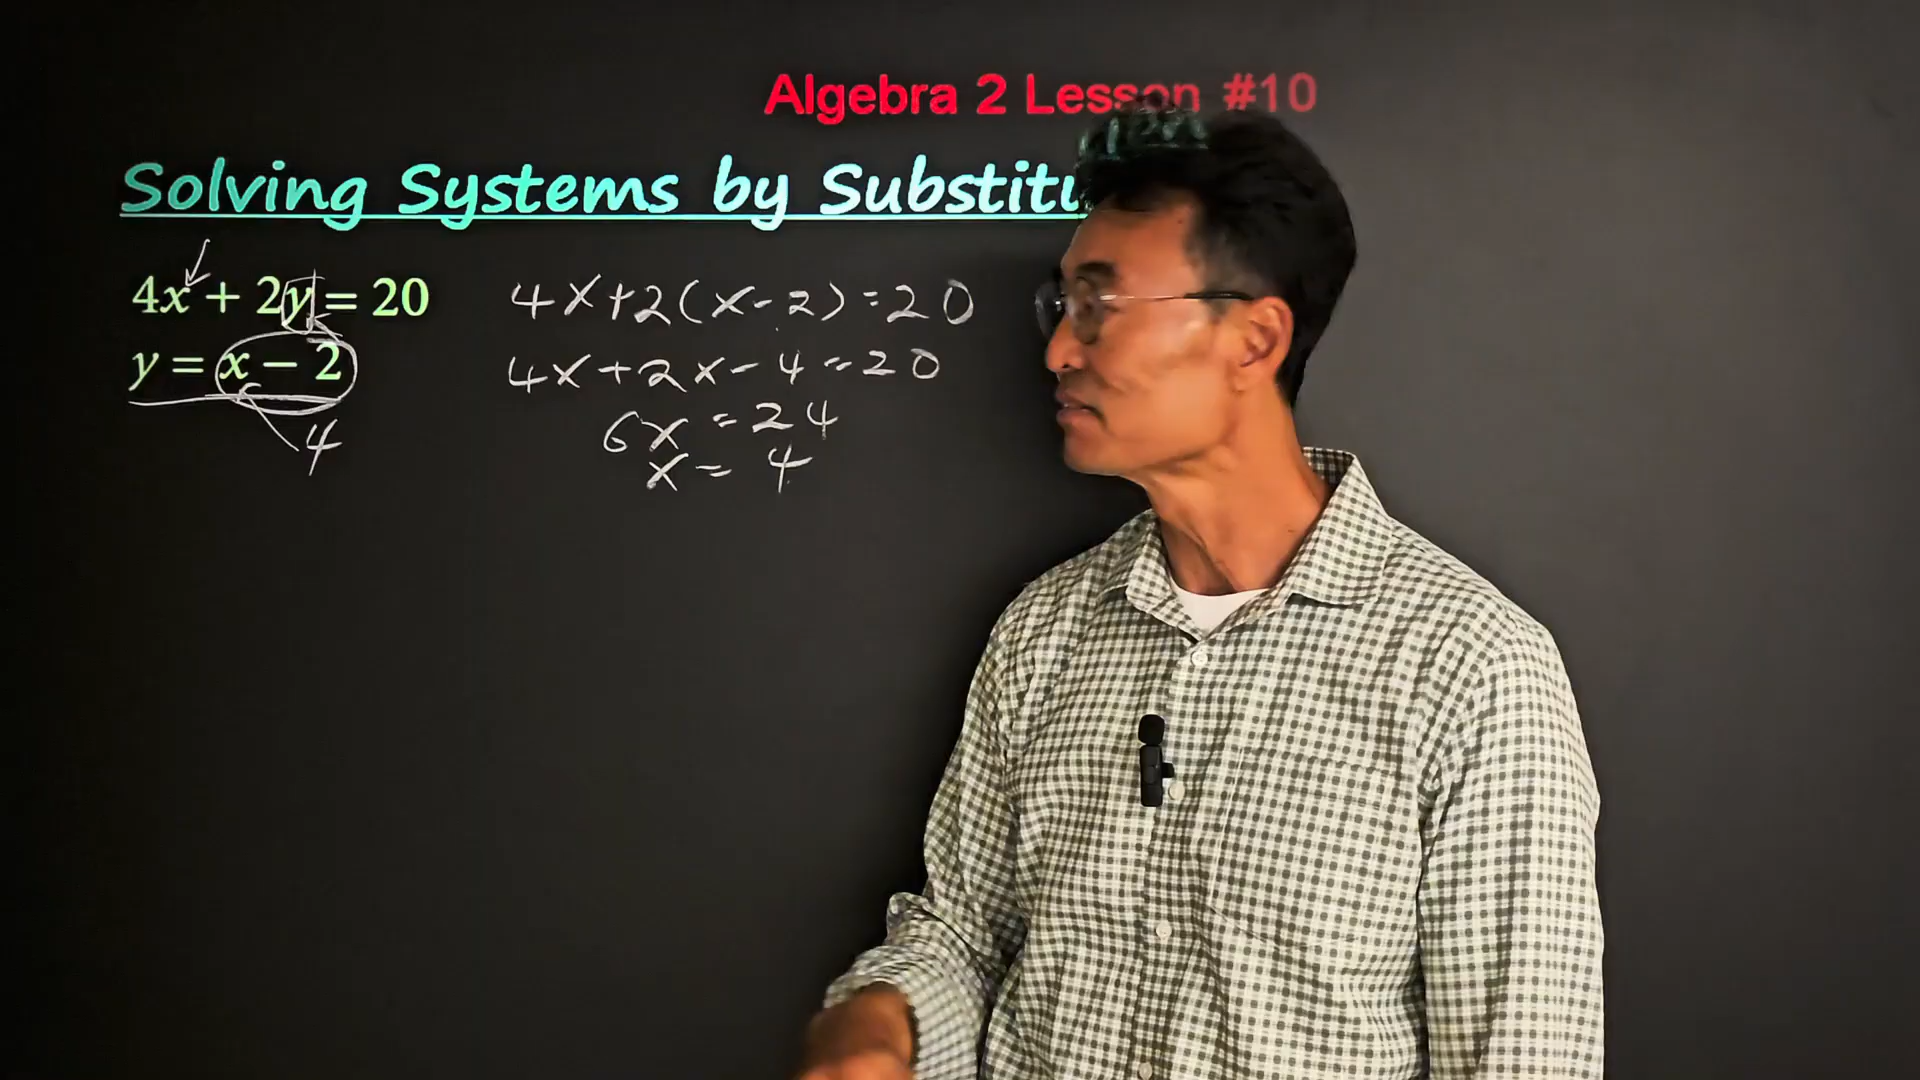 Algebra 2 Lesson #10
Solving Systems by Substitu
4x + 2y = 20
y = x − 2
4
4x+2(x-2)=20
4x+2x-4=20
6x=24
x=4